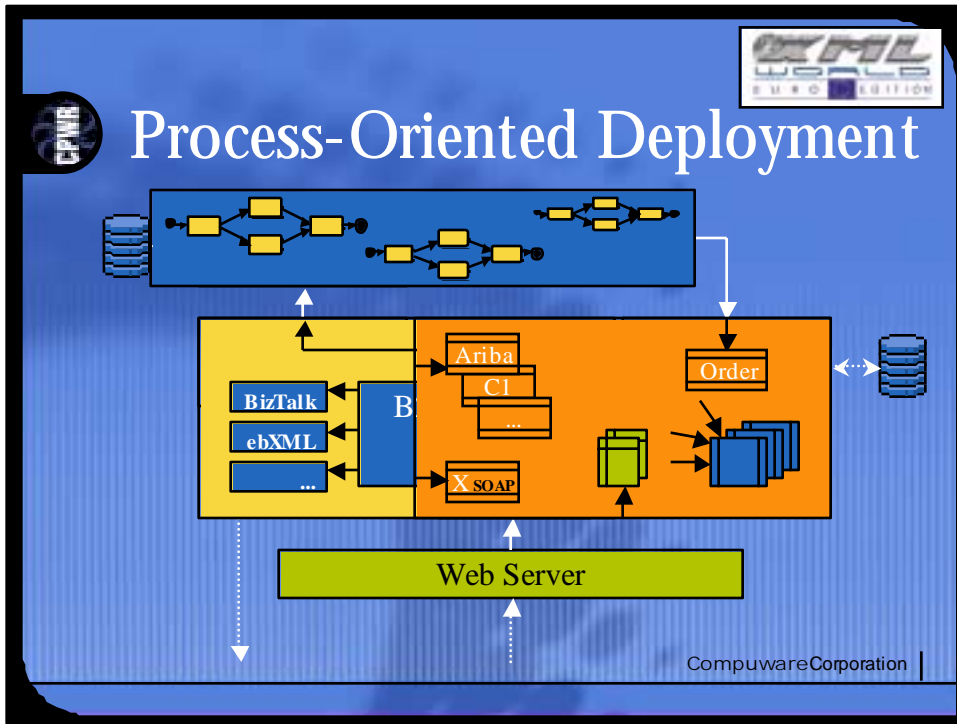 XML
WORLD
EURO EDITION
CPWR
Process-Oriented Deployment
Ariba
C1
...
Order
BizTalk
ebXML
...
B
X SOAP
Web Server
CompuwareCorporation